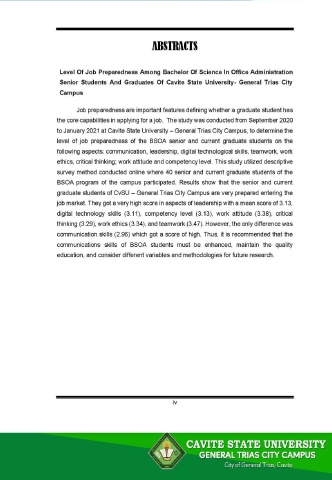 ABSTRACTS
Level Of Job Preparedness Among Bachelor Of Science In Office Administration
Senior Students And Graduates Of Cavite State University- General Trias City
Campus
Job preparedness are important features defining whether a graduate student has
the core capabilities in applying for a job. The study was conducted from September 2020
to January 2021 at Cavite State University – General Trias City Campus, to determine the
level of job preparedness of the BSOA senior and current graduate students on the
following aspects: communication, leadership, digital technological skills, teamwork, work
ethics, critical thinking; work attitude and competency level. This study utilized descriptive
survey method conducted online where 40 senior and current graduate students of the
BSOA program of the campus participated. Results show that the senior and current
graduate students of CvSU – General Trias City Campus are very prepared entering the
job market. They got a very high score in aspects of leadership with a mean score of 3.13,
digital technology skills (3.11), competency level (3.13), work attitude (3.38), critical
thinking (3.29), work ethics (3.34), and teamwork (3.47). However, the only difference was
communication skills (2.96) which got a score of high. Thus, it is recommended that the
communications skills of BSOA students must be enhanced, maintain the quality
education, and consider different variables and methodologies for future research.
iv
CAVITE STATE UNIVERSITY
GENERAL TRIAS CITY CAMPUS
City of General Trias, Cavite